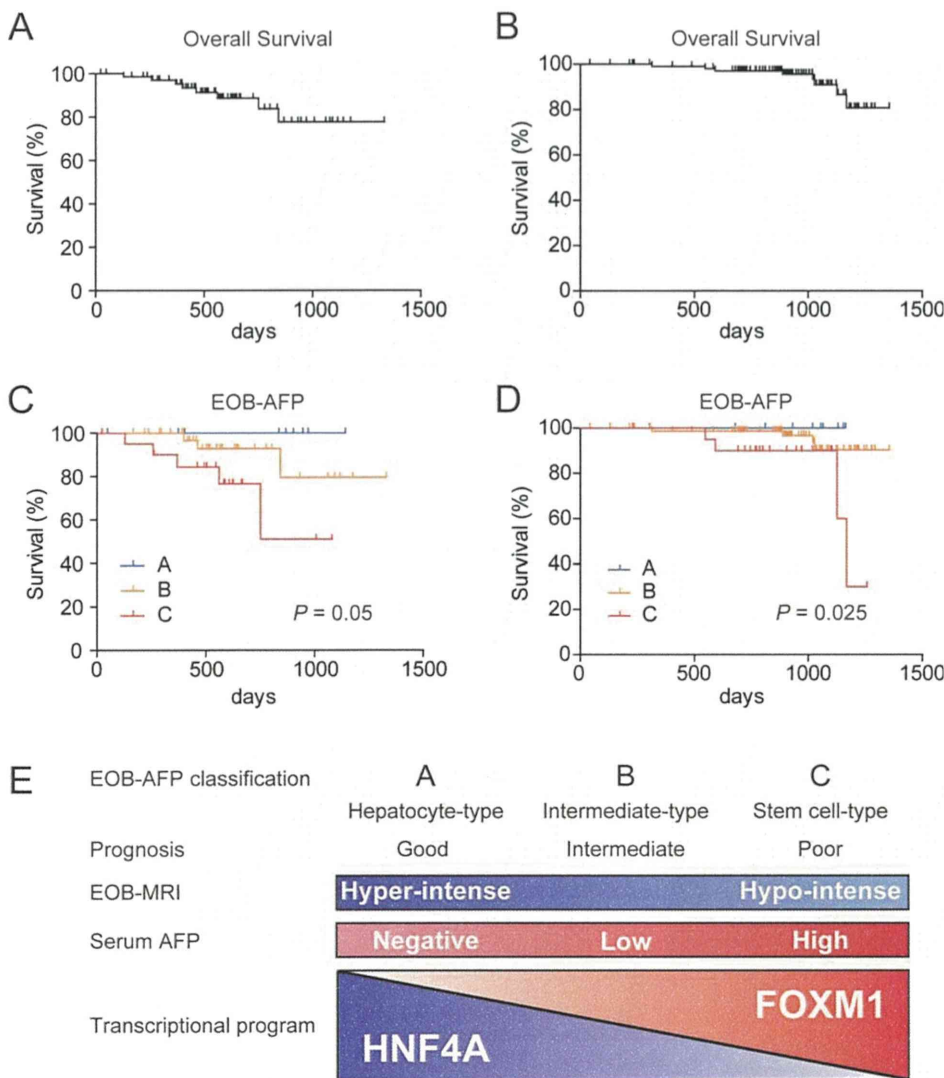 A
Overall Survival
100
80
60
40
20
0
Survival (%)
0 500 1000 1500
days
B
Overall Survival
100
80
60
40
20
0
Survival (%)
0 500 1000 1500
days
C
EOB-AFP
100
80
60
40
20
0
Survival (%)
A
B
C
P = 0.05
0 500 1000 1500
days
D
EOB-AFP
100
80
60
40
20
0
Survival (%)
A
B
C
P = 0.025
0 500 1000 1500
days
E
EOB-AFP classification A B C
Hepatocyte-type Intermediate-type Stem cell-type
Prognosis Good Intermediate Poor
EOB-MRI Hyper-intense Hypo-intense
Serum AFP Negative Low High
Transcriptional program HNF4A FOXM1